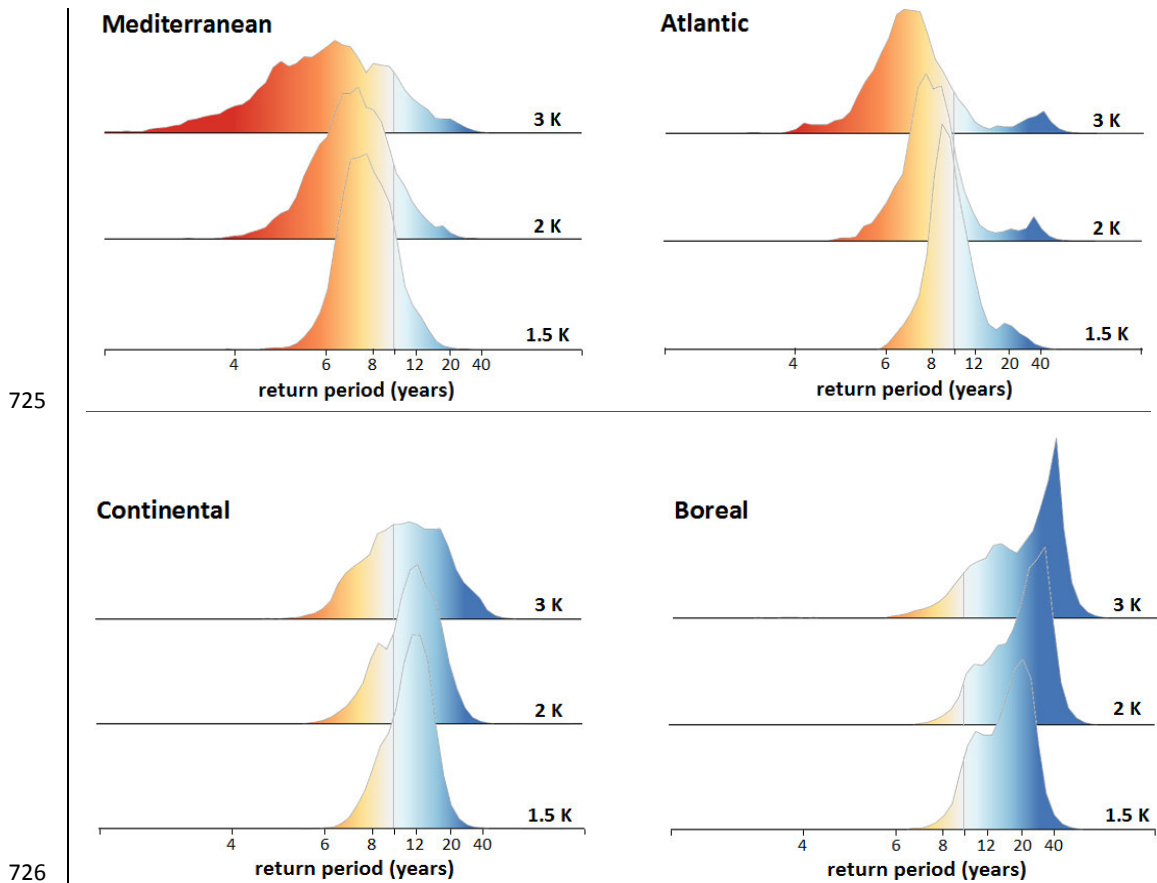 Mediterranean
3 K
2 K
1.5 K
4 6 8 12 20 40
return period (years)
Atlantic
3 K
2 K
1.5 K
4 6 8 12 20 40
return period (years)
725
Continental
3 K
2 K
1.5 K
4 6 8 12 20 40
return period (years)
Boreal
3 K
2 K
1.5 K
4 6 8 12 20 40
return period (years)
726